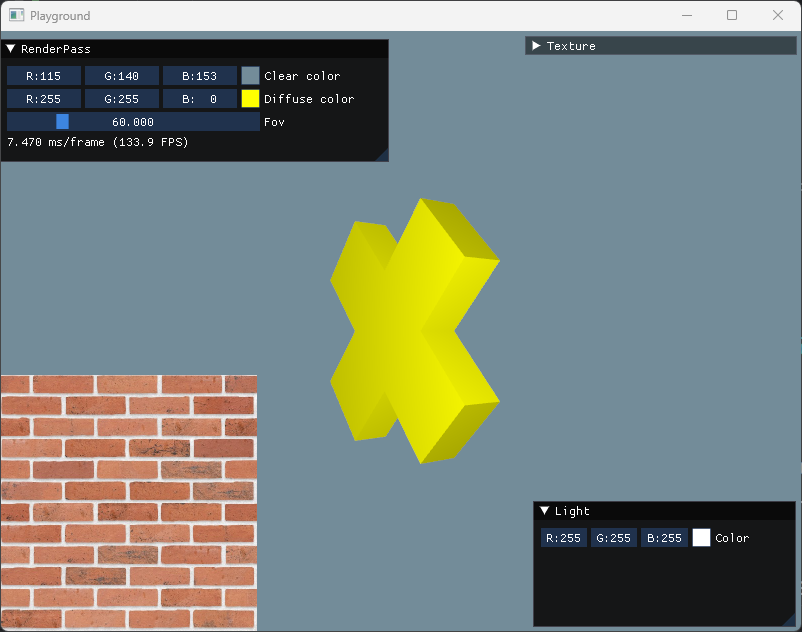 Playground
RenderPass
R:115 G:140 B:153 Clear color
R:255 G:255 B: 0 Diffuse color
60.000 Fov
7.470 ms/frame (133.9 FPS)
Texture
Light
R:255 G:255 B:255 Color